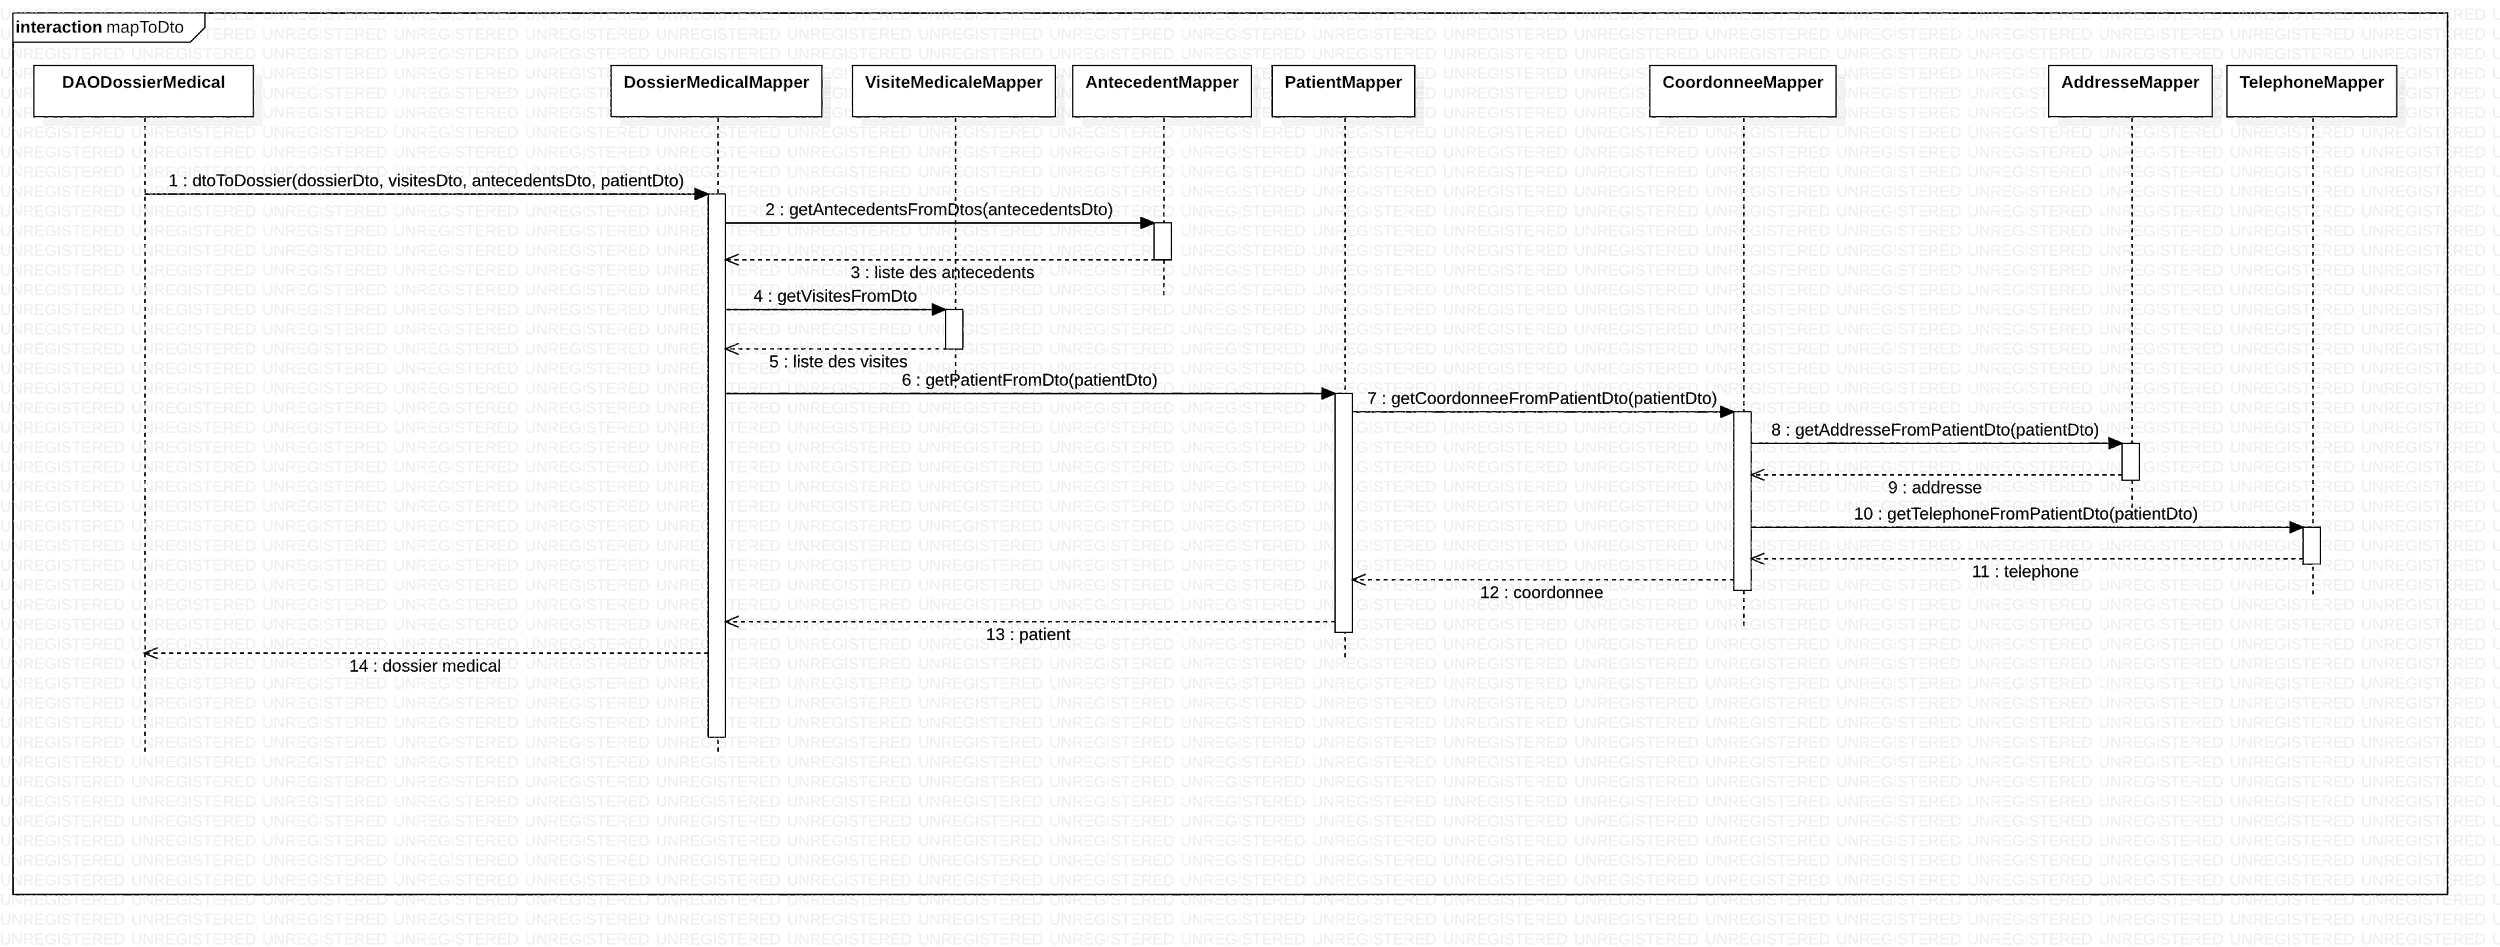 interaction mapToDto
DAODossierMedical
DossierMedicalMapper
VisiteMedicaleMapper
AntecedentMapper
PatientMapper
CoordonneeMapper
AddresseMapper
TelephoneMapper
1 : dtoToDossier(dossierDto, visitesDto, antecedentsDto, patientDto)
2 : getAntecedentsFromDtos(antecedentsDto)
3 : liste des antecedents
4 : getVisitesFromDto
5 : liste des visites
6 : getPatientFromDto(patientDto)
7 : getCoordonneeFromPatientDto(patientDto)
8 : getAddresseFromPatientDto(patientDto)
9 : addresse
10 : getTelephoneFromPatientDto(patientDto)
11 : telephone
12 : coordonnee
13 : patient
14 : dossier medical
UNREGISTERED